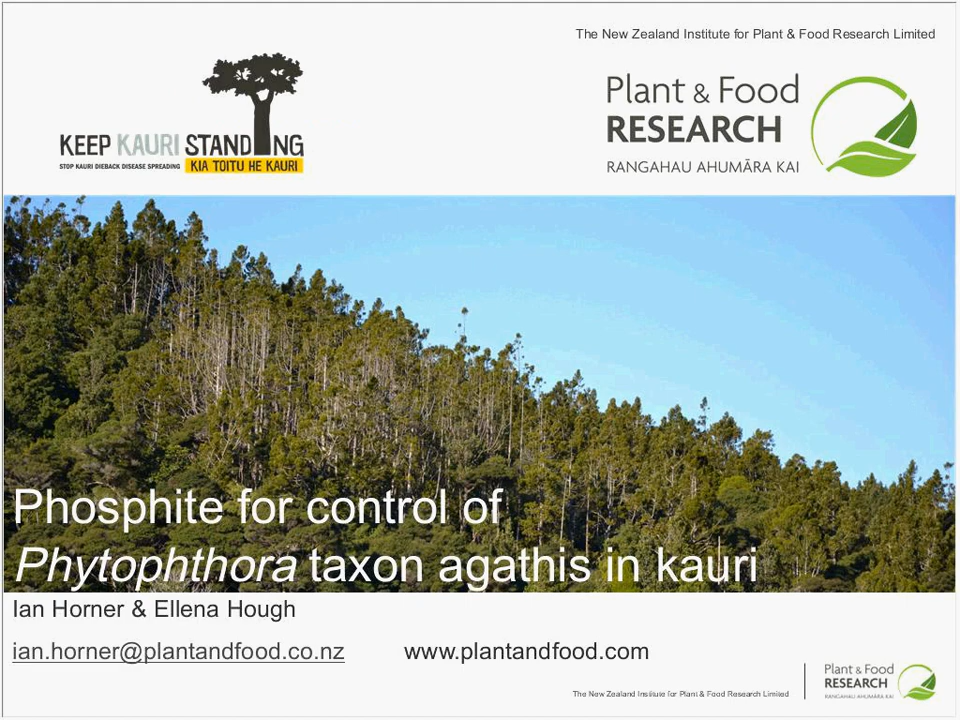 The New Zealand Institute for Plant & Food Research Limited
KEEP KAURI STANDING
STOP KAURI DIEBACK DISEASE SPREADING KIA TOITU HE KAURI
Plant & Food
RESEARCH
RANGAHAU AHUMĀRA KAI
Phosphite for control of
Phytophthora taxon agathis in kauri
Ian Horner & Ellena Hough
ian.horner@plantandfood.co.nz www.plantandfood.com
The New Zealand Institute for Plant & Food Research Limited
Plant & Food
RESEARCH
RANGAHAU AHUMĀRA KAI